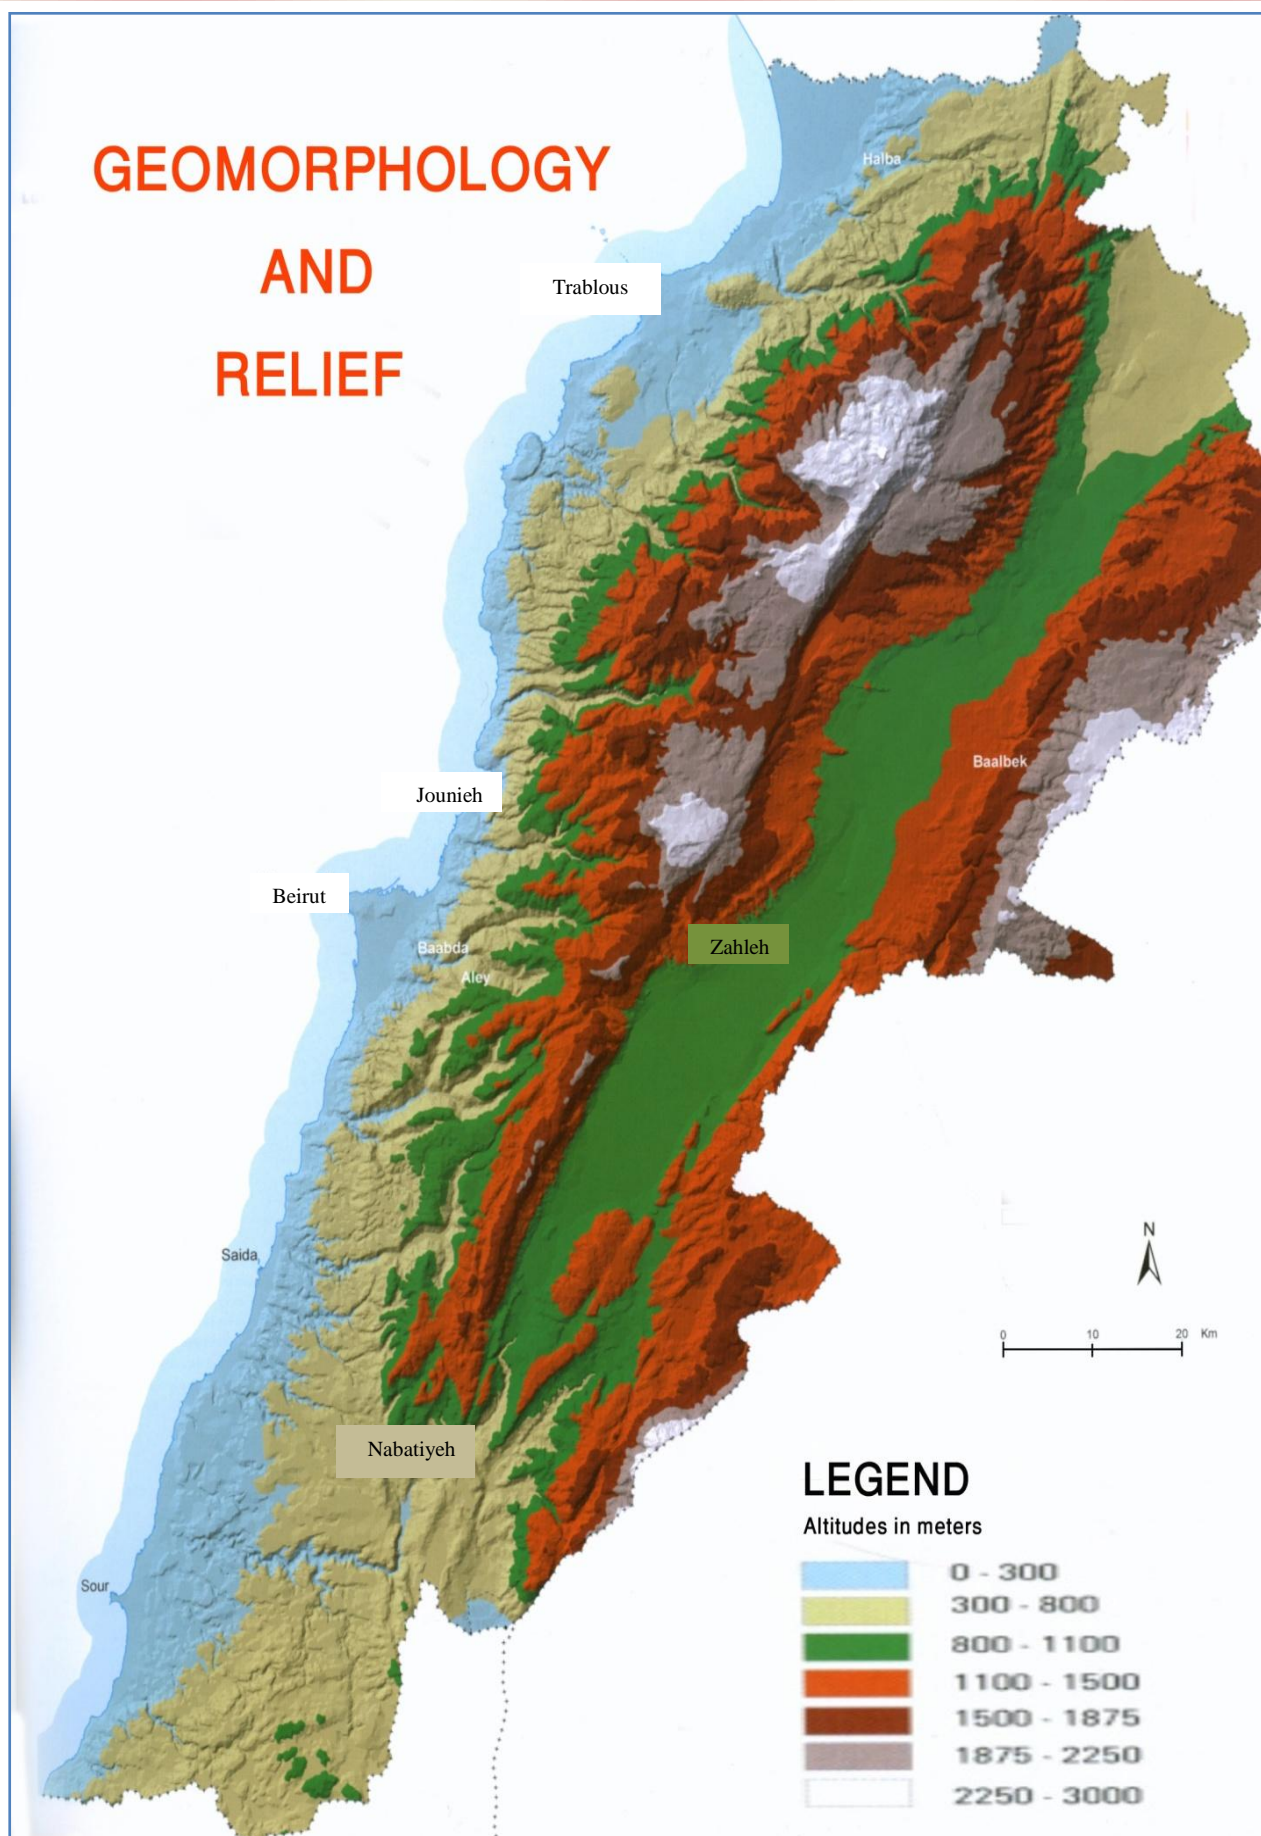 GEOMORPHOLOGY
AND
RELIEF
Halba
Trablous
Baalbek
Jounieh
Beirut
Baabda
Zahleh
Aley
Saida
N
0 10 20 Km
Nabatiyeh
Sour
LEGEND
Altitudes in meters
0 - 300
300 - 800
800 - 1100
1100 - 1500
1500 - 1875
1875 - 2250
2250 - 3000